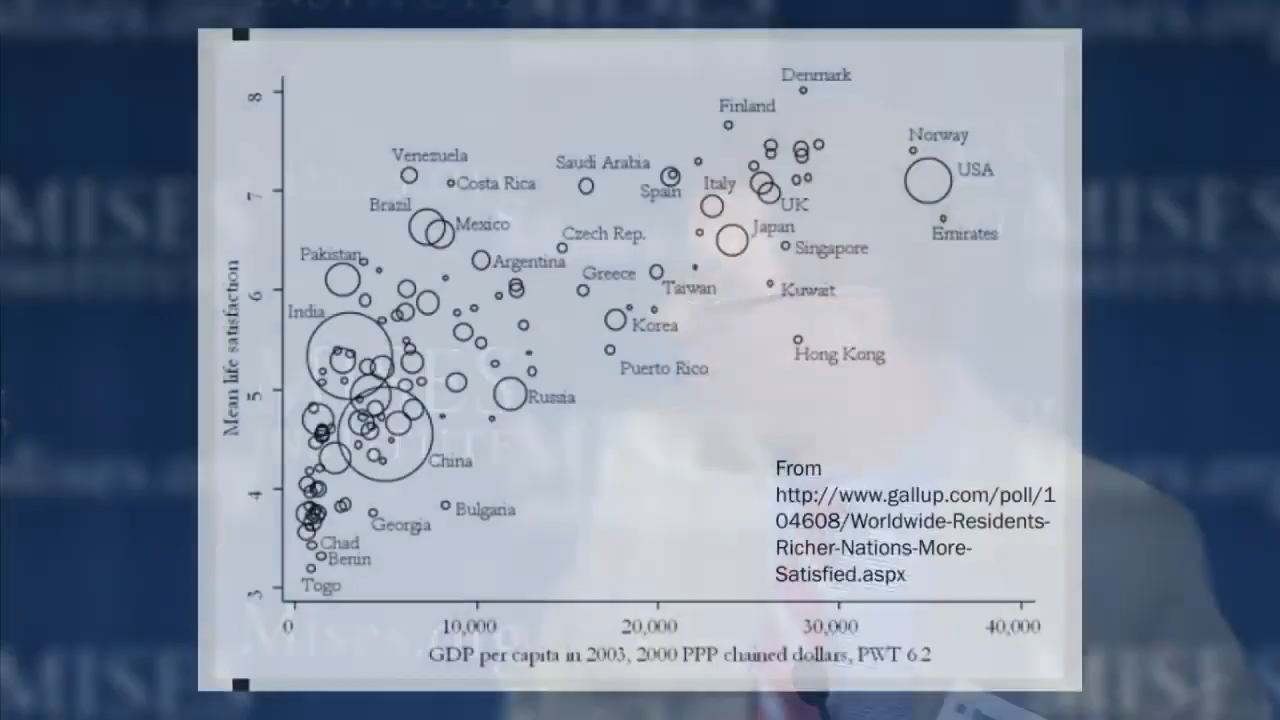 Denmark
Finland
Norway
USA
Venezuela
Costa Rica
Saudi Arabia
Spain
Italy
UK
Brazil
Mexico
Japan
Emirates
Czech Rep.
Singapore
Pakistan
Argentina
Greece
Taiwan
Kuwait
India
Korea
Hong Kong
Puerto Rico
Russia
China
Bulgaria
Georgia
Chad
Benin
Togo
8
7
6
5
4
3
Mean life satisfaction
0
10,000
20,000
30,000
40,000
GDP per capita in 2003, 2000 PPP chained dollars, PWT 6.2
From
http://www.gallup.com/poll/1
04608/Worldwide-Residents-
Richer-Nations-More-
Satisfied.aspx
MISES
Mises.org